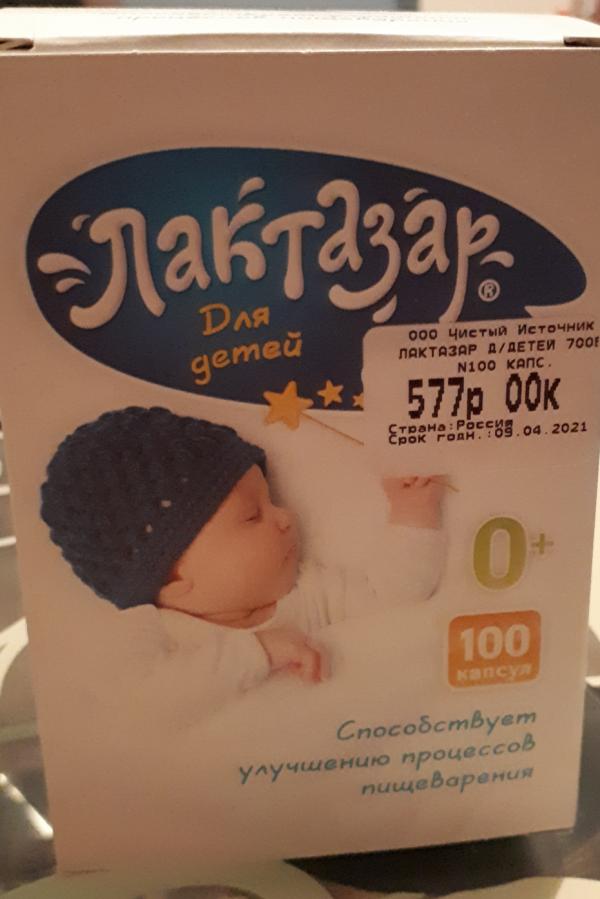 Лактазар®
Для
детей
ООО Чистый Источник
ЛАКТАЗАР Д/ДЕТЕЙ 700Е
N100 КАПС.
577р 00К
Страна:Россия
Срок годн.:09.04.2021
0+
100
капсул
Способствует
улучшению процессов
пищеварения